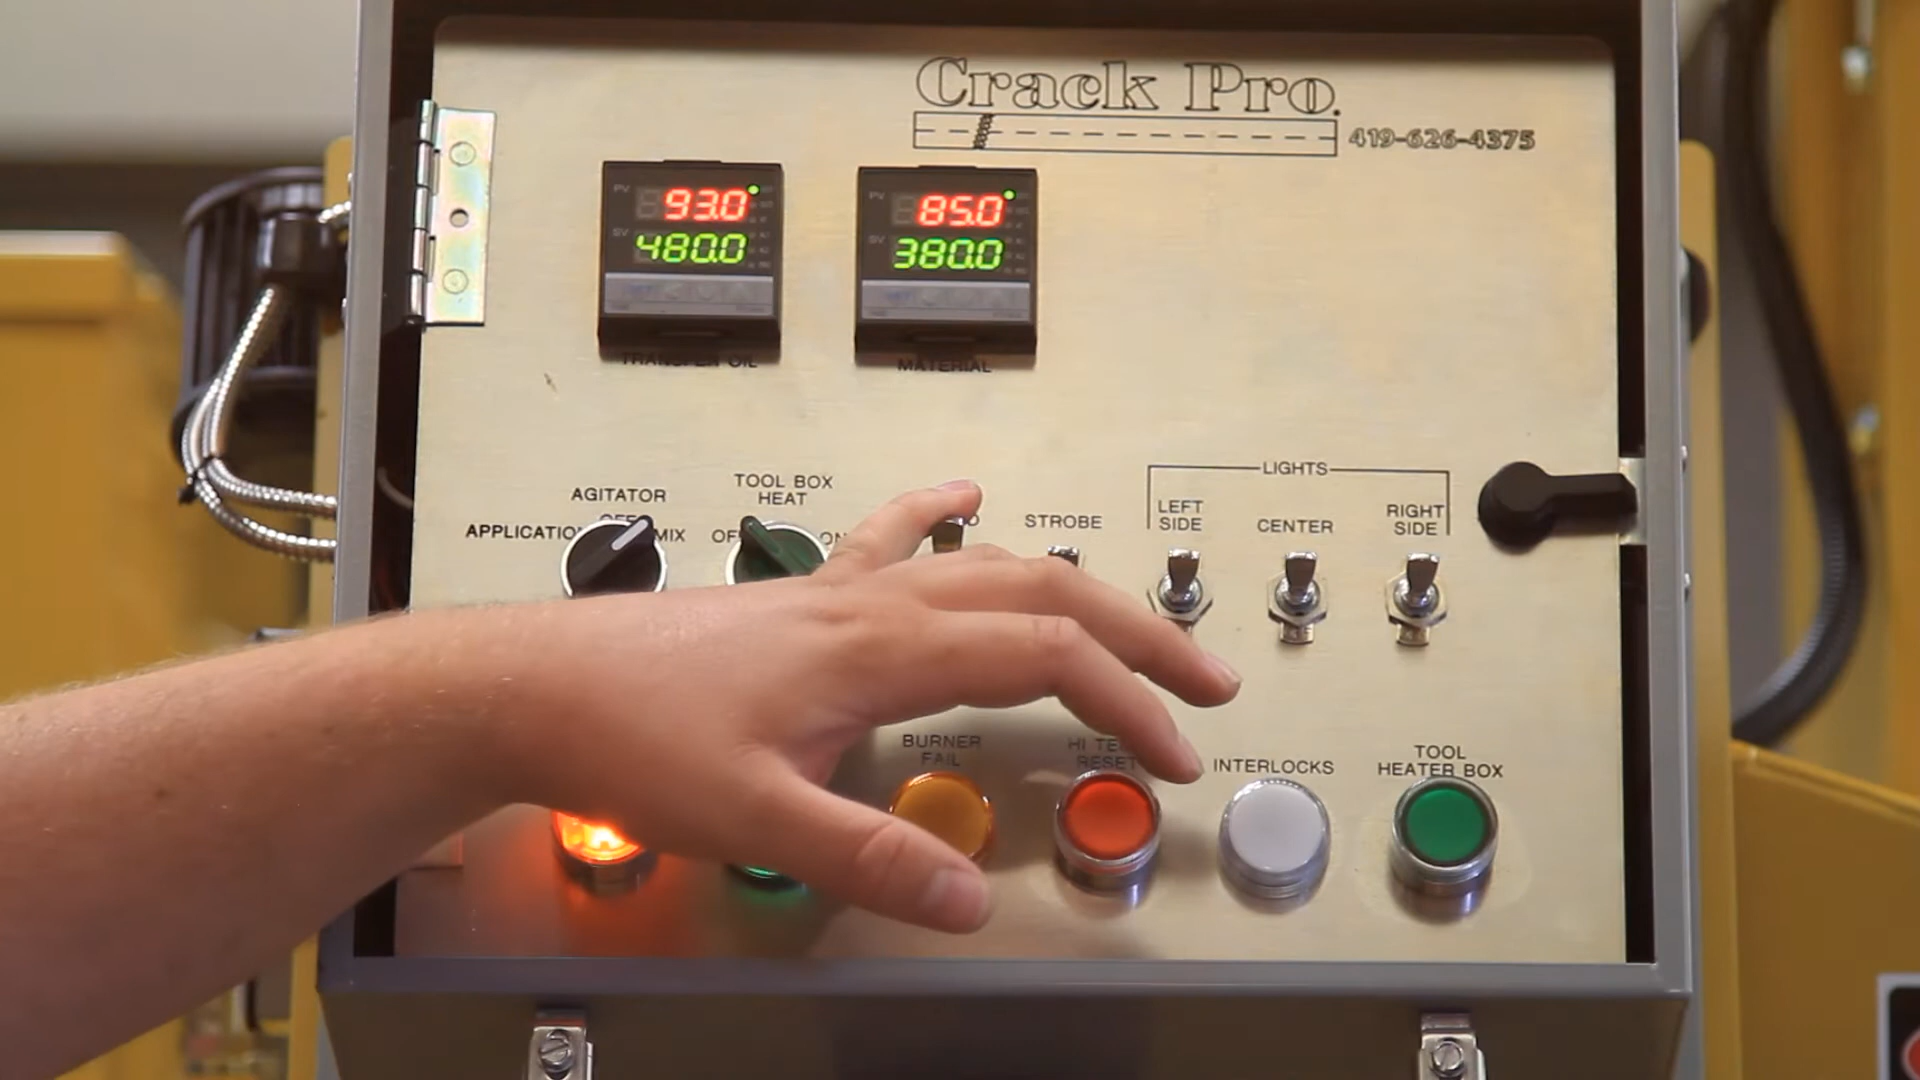 Crack Pro.
419-626-4375
PV 93.0
SV 480.0
PV 85.0
SV 380.0
TRANSFER OIL
MATERIAL
AGITATOR
OFF
MIX
TOOL BOX
HEAT
STROBE
LIGHTS
LEFT
SIDE
CENTER
RIGHT
SIDE
BURNER
FAIL
HI
RESET
INTERLOCKS
TOOL
HEATER BOX